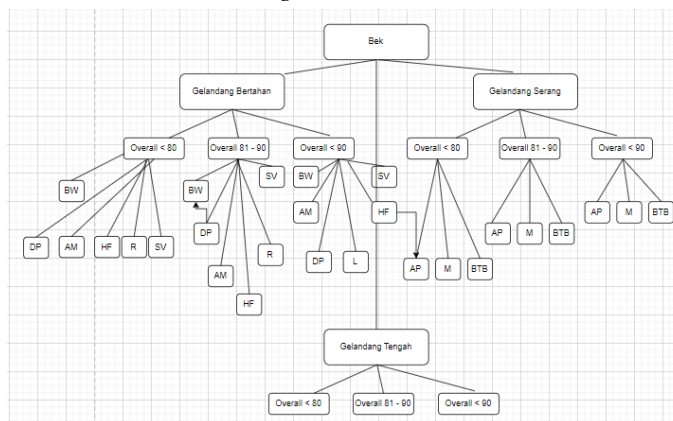 Bek
Gelandang Bertahan
Gelandang Serang
Overall < 80
Overall 81 - 90
Overall < 90
Overall < 80
Overall 81 - 90
Overall < 90
BW
BW
SV
BW
SV
DP
AM
HF
R
SV
DP
AM
HF
R
AM
DP
L
HF
AP
M
BTB
AP
M
BTB
AP
M
BTB
Gelandang Tengah
Overall < 80
Overall 81 - 90
Overall < 90